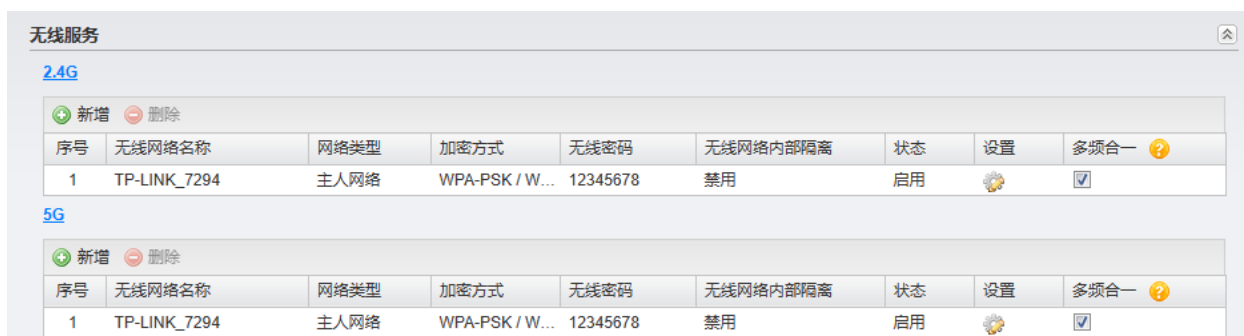 无线服务
2.4G
新增 删除
序号 无线网络名称 网络类型 加密方式 无线密码 无线网络内部隔离 状态 设置 多频合一
1 TP-LINK_7294 主人网络 WPA-PSK / W... 12345678 禁用 启用
5G
新增 删除
序号 无线网络名称 网络类型 加密方式 无线密码 无线网络内部隔离 状态 设置 多频合一
1 TP-LINK_7294 主人网络 WPA-PSK / W... 12345678 禁用 启用